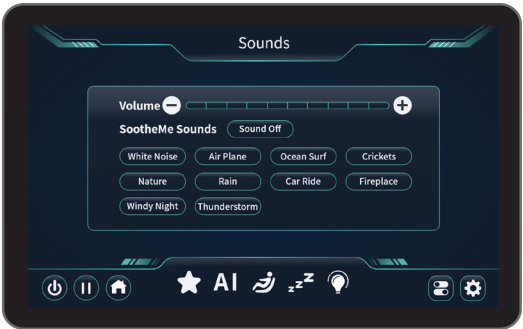 Sounds
Volume
SootheMe Sounds Sound Off
White Noise Air Plane Ocean Surf Crickets
Nature Rain Car Ride Fireplace
Windy Night Thunderstorm
AI zzZ